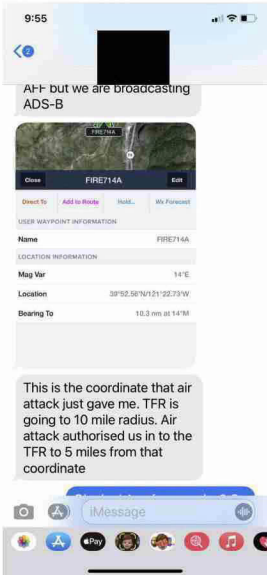 9:55
2
AFF but we are broadcasting
ADS-B
FIRE714A
Close FIRE714A Edit
Direct To Add to Route Hold... Wx Forecast
USER WAYPOINT INFORMATION
Name FIRE714A
LOCATION INFORMATION
Mag Var 14°E
Location 39°52.56'N/121°22.73'W
Bearing To 10.3 nm at 14°M
This is the coordinate that air
attack just gave me. TFR is
going to 10 mile radius. Air
attack authorised us in to the
TFR to 5 miles from that
coordinate
iMessage
Pay